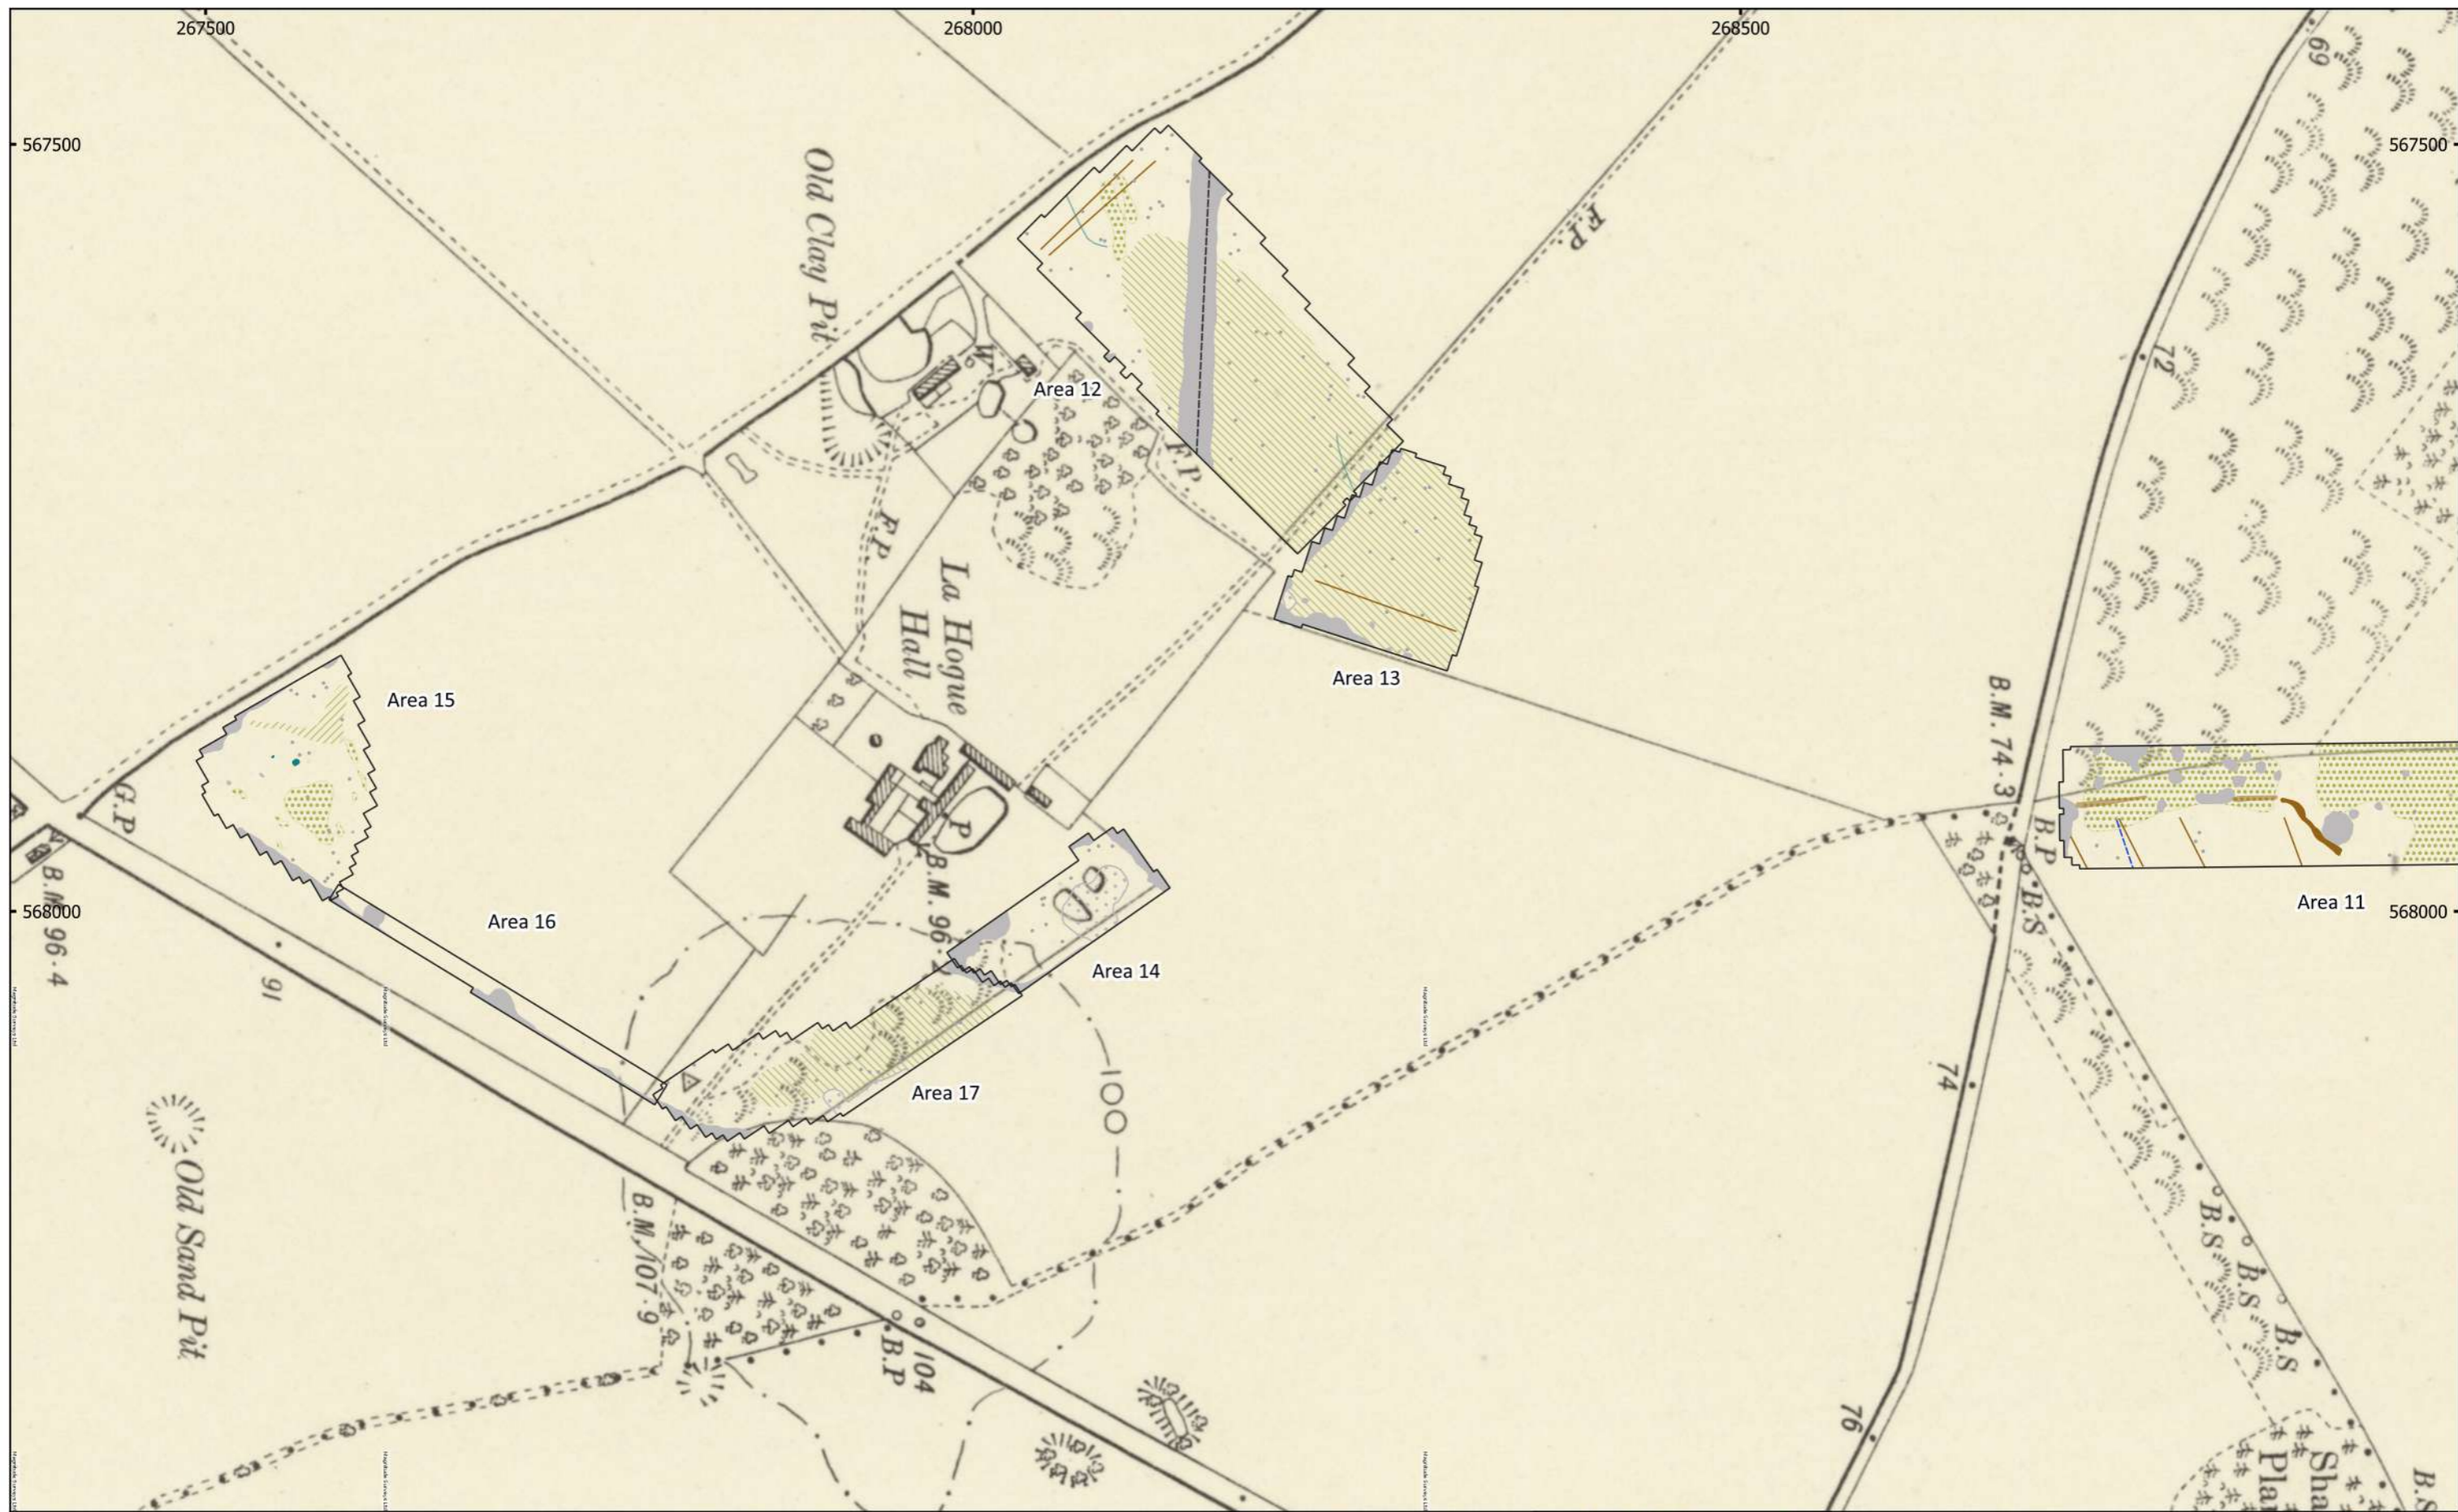 267500
268000
268500
69
567500
567500
Old Clay Pit
F.P.
72
W
Area 12
F.P.
F.P.
La Hogue
Hall
Area 13
Area 15
B.M. 74·3
G.P
P
B.P
B.M. 96·4
B.M. 96·
Area 11
568000
568000
B.S
Area 16
91
Area 14
100
74
Area 17
Old Sand Pit
B.M. 107·9
B.S
B.S
B.S
B.P
104
76
Sha
Pla
B.S